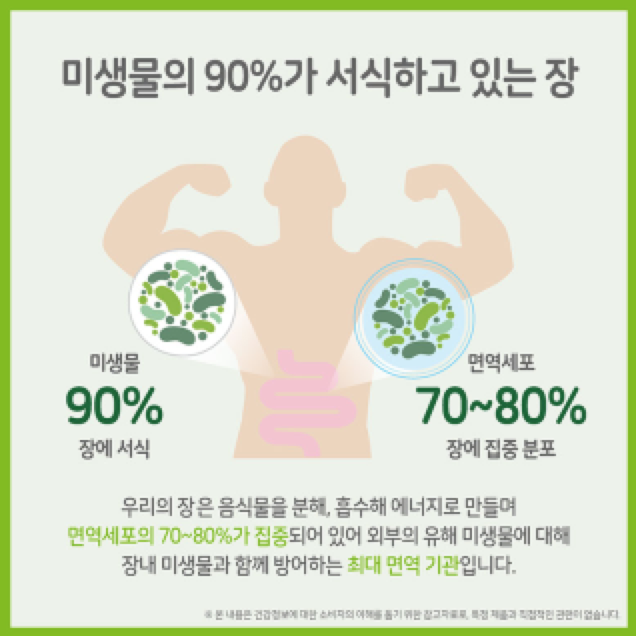 미생물의 90%가 서식하고 있는 장
미생물
90%
장에 서식
면역세포
70~80%
장에 집중 분포
우리의 장은 음식물을 분해, 흡수해 에너지로 만들며
면역세포의 70~80%가 집중되어 있어 외부의 유해 미생물에 대해
장내 미생물과 함께 방어하는 최대 면역 기관입니다.
※ 본 내용은 건강정보에 대한 소비자의 이해를 돕기 위한 참고자료로, 특정 제품과 직접적인 관련이 없습니다.